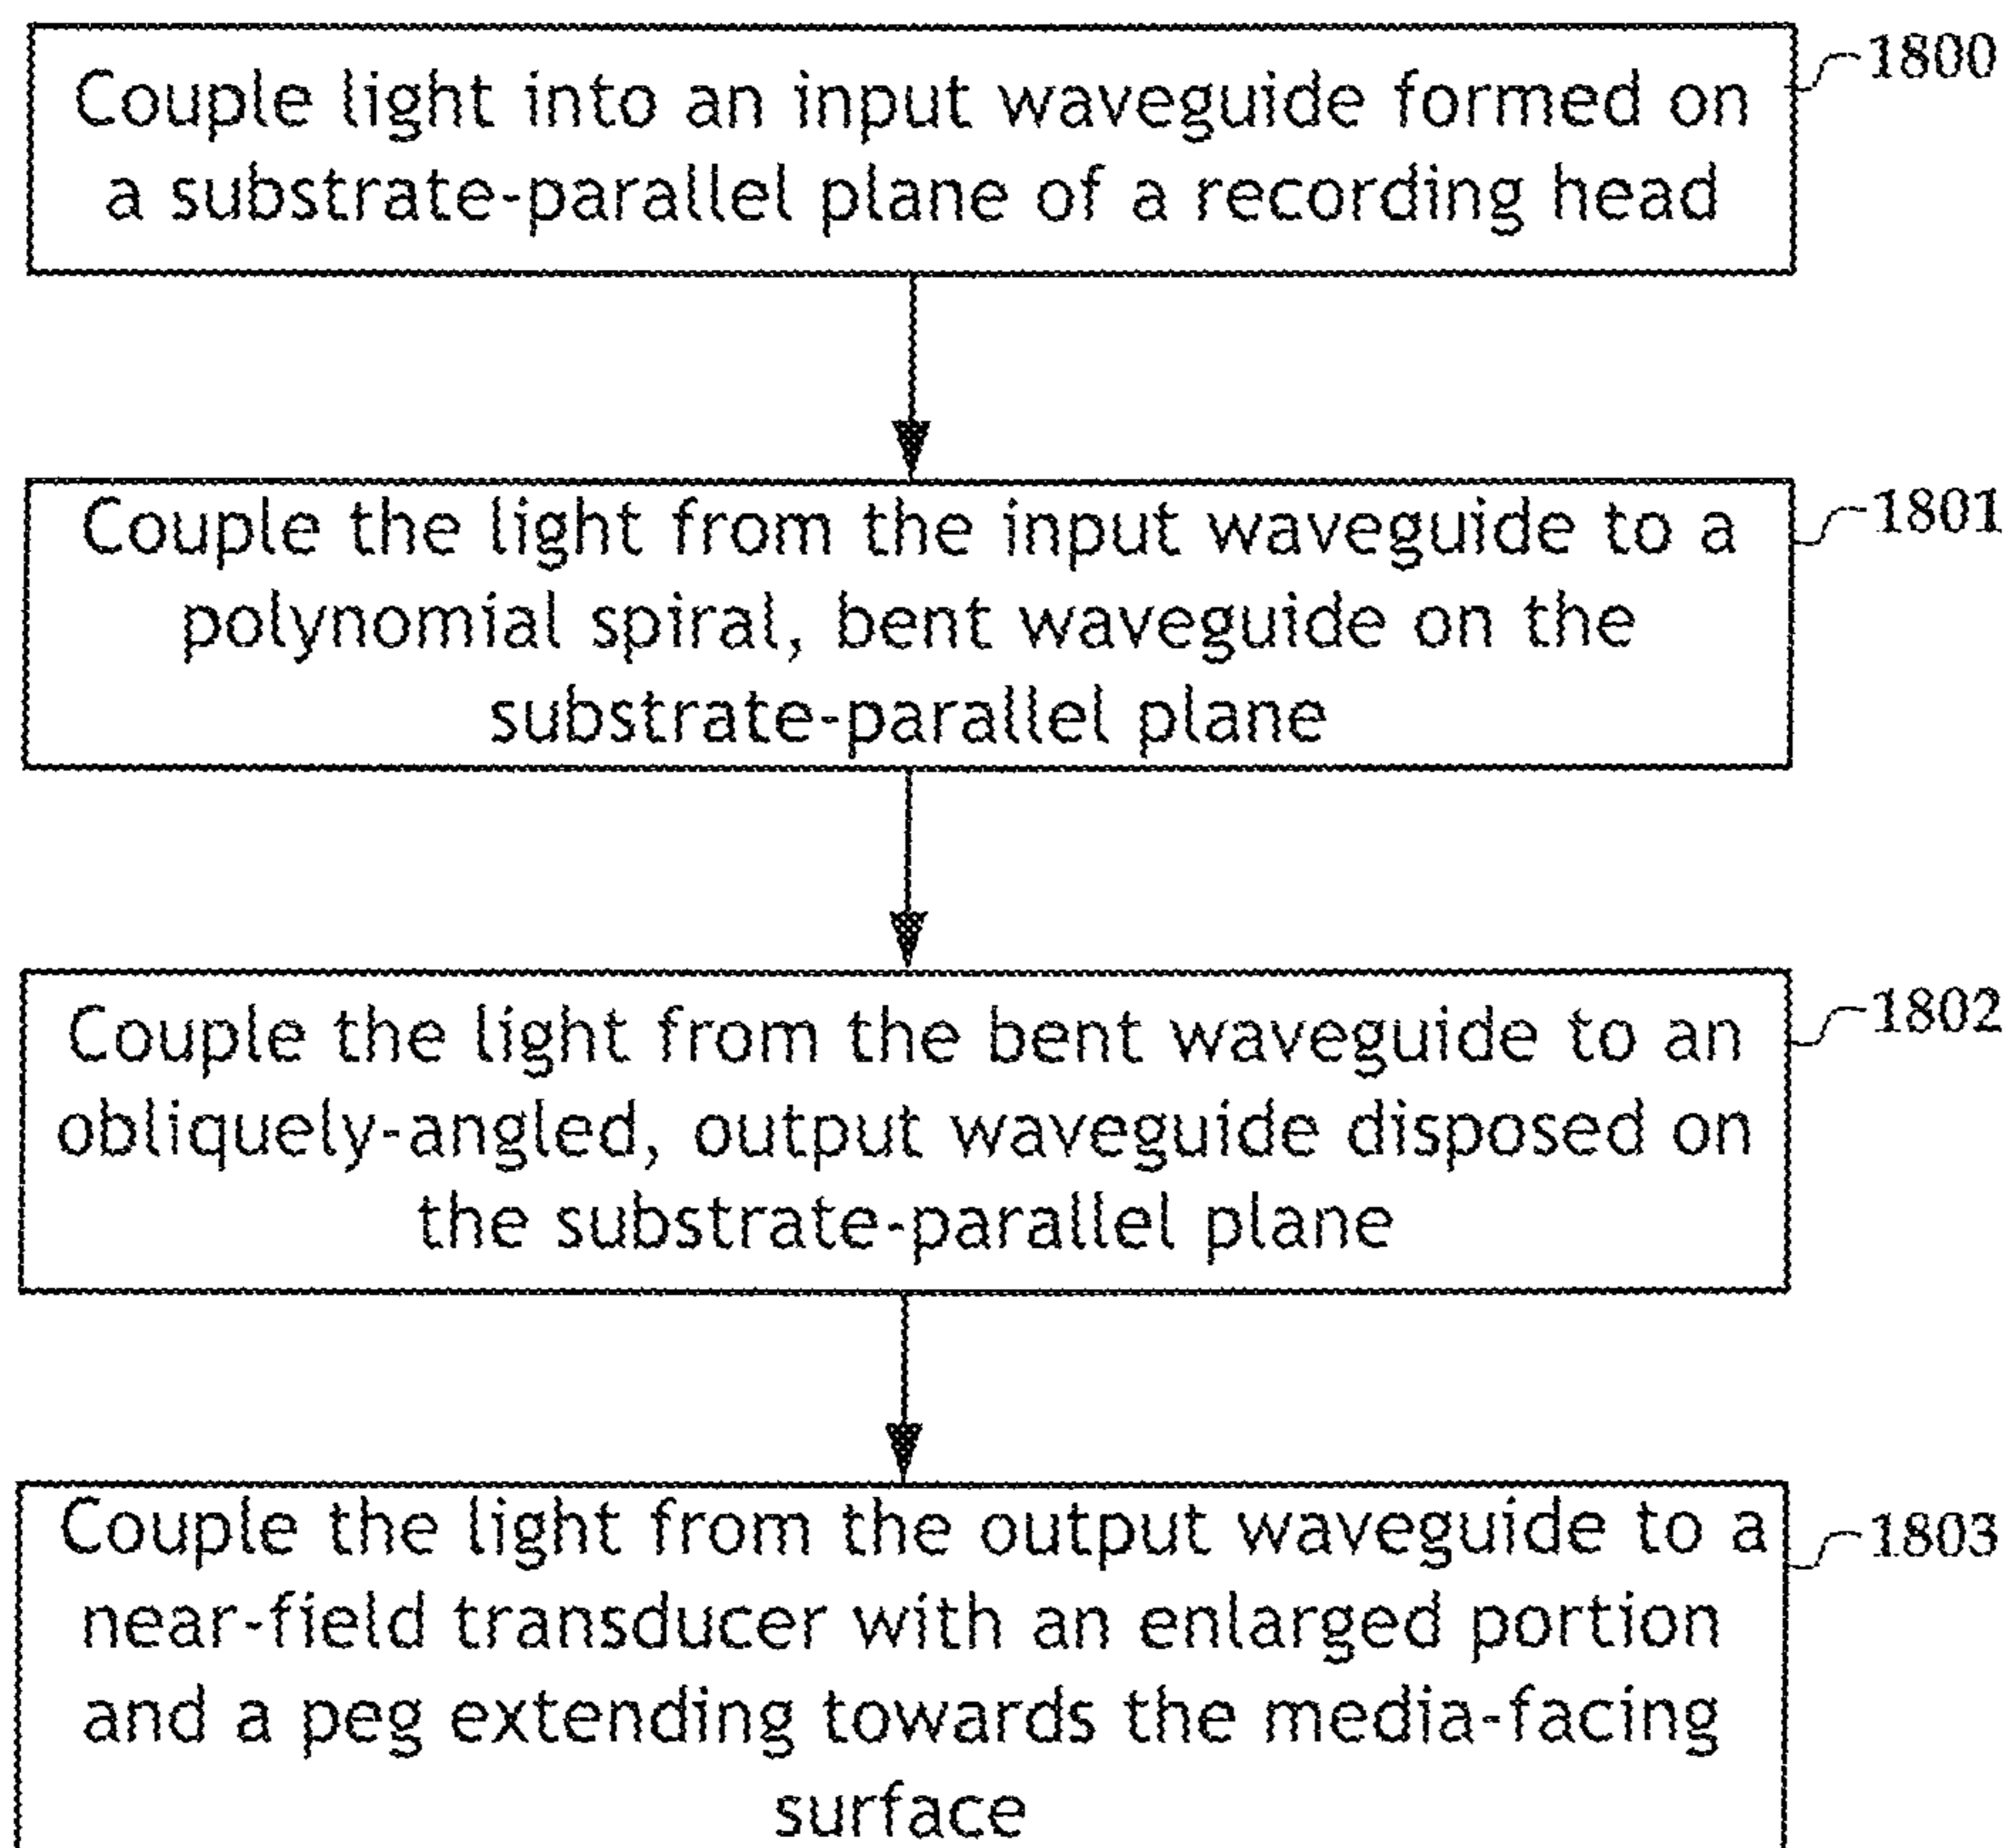 Couple light into an input waveguide formed on
a substrate-parallel plane of a recording head
1800
Couple the light from the input waveguide to a
polynomial spiral, bent waveguide on the
substrate-parallel plane
1801
Couple the light from the bent waveguide to an
obliquely-angled, output waveguide disposed on
the substrate-parallel plane
1802
Couple the light from the output waveguide to a
near-field transducer with an enlarged portion
and a peg extending towards the media-facing
surface
1803